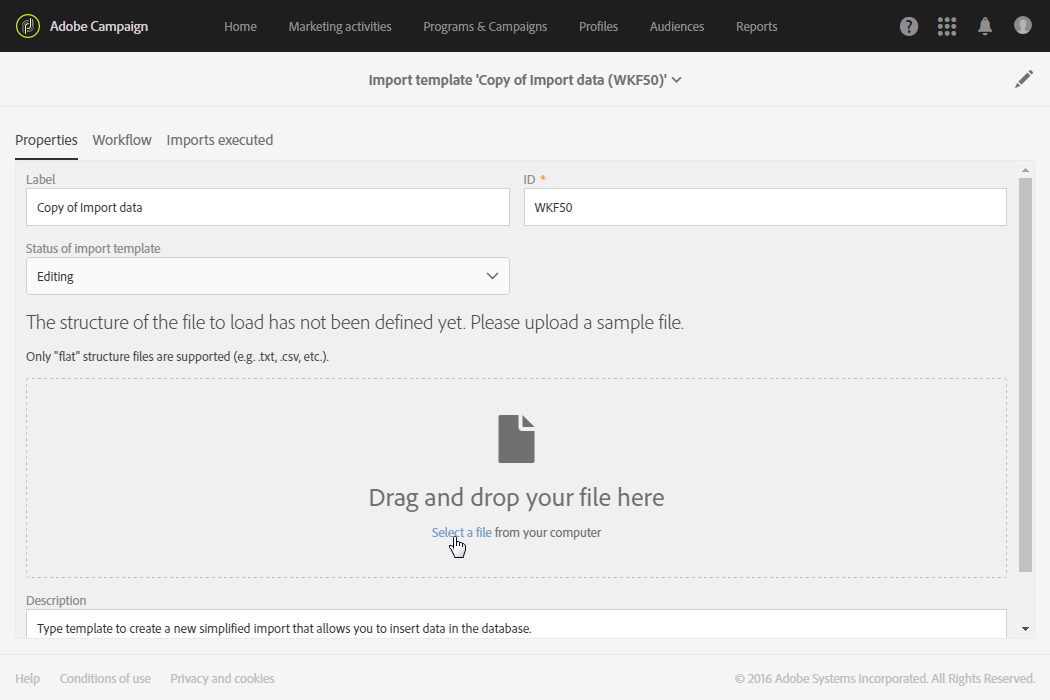 Adobe Campaign Home Marketing activities Programs & Campaigns Profiles Audiences Reports ?
Import template 'Copy of Import data (WKF50)'
Properties Workflow Imports executed
Label ID *
Copy of Import data WKF50
Status of import template
Editing
The structure of the file to load has not been defined yet. Please upload a sample file.
Only "flat" structure files are supported (e.g. .txt, .csv, etc.).
Drag and drop your file here
Select a file from your computer
Description
Type template to create a new simplified import that allows you to insert data in the database.
Help Conditions of use Privacy and cookies © 2016 Adobe Systems Incorporated. All Rights Reserved.